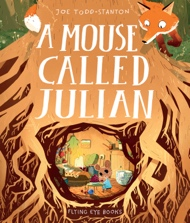 JOE TODD-STANTON
A MOUSE
CALLED
JULIAN
FLYING EYE BOOKS